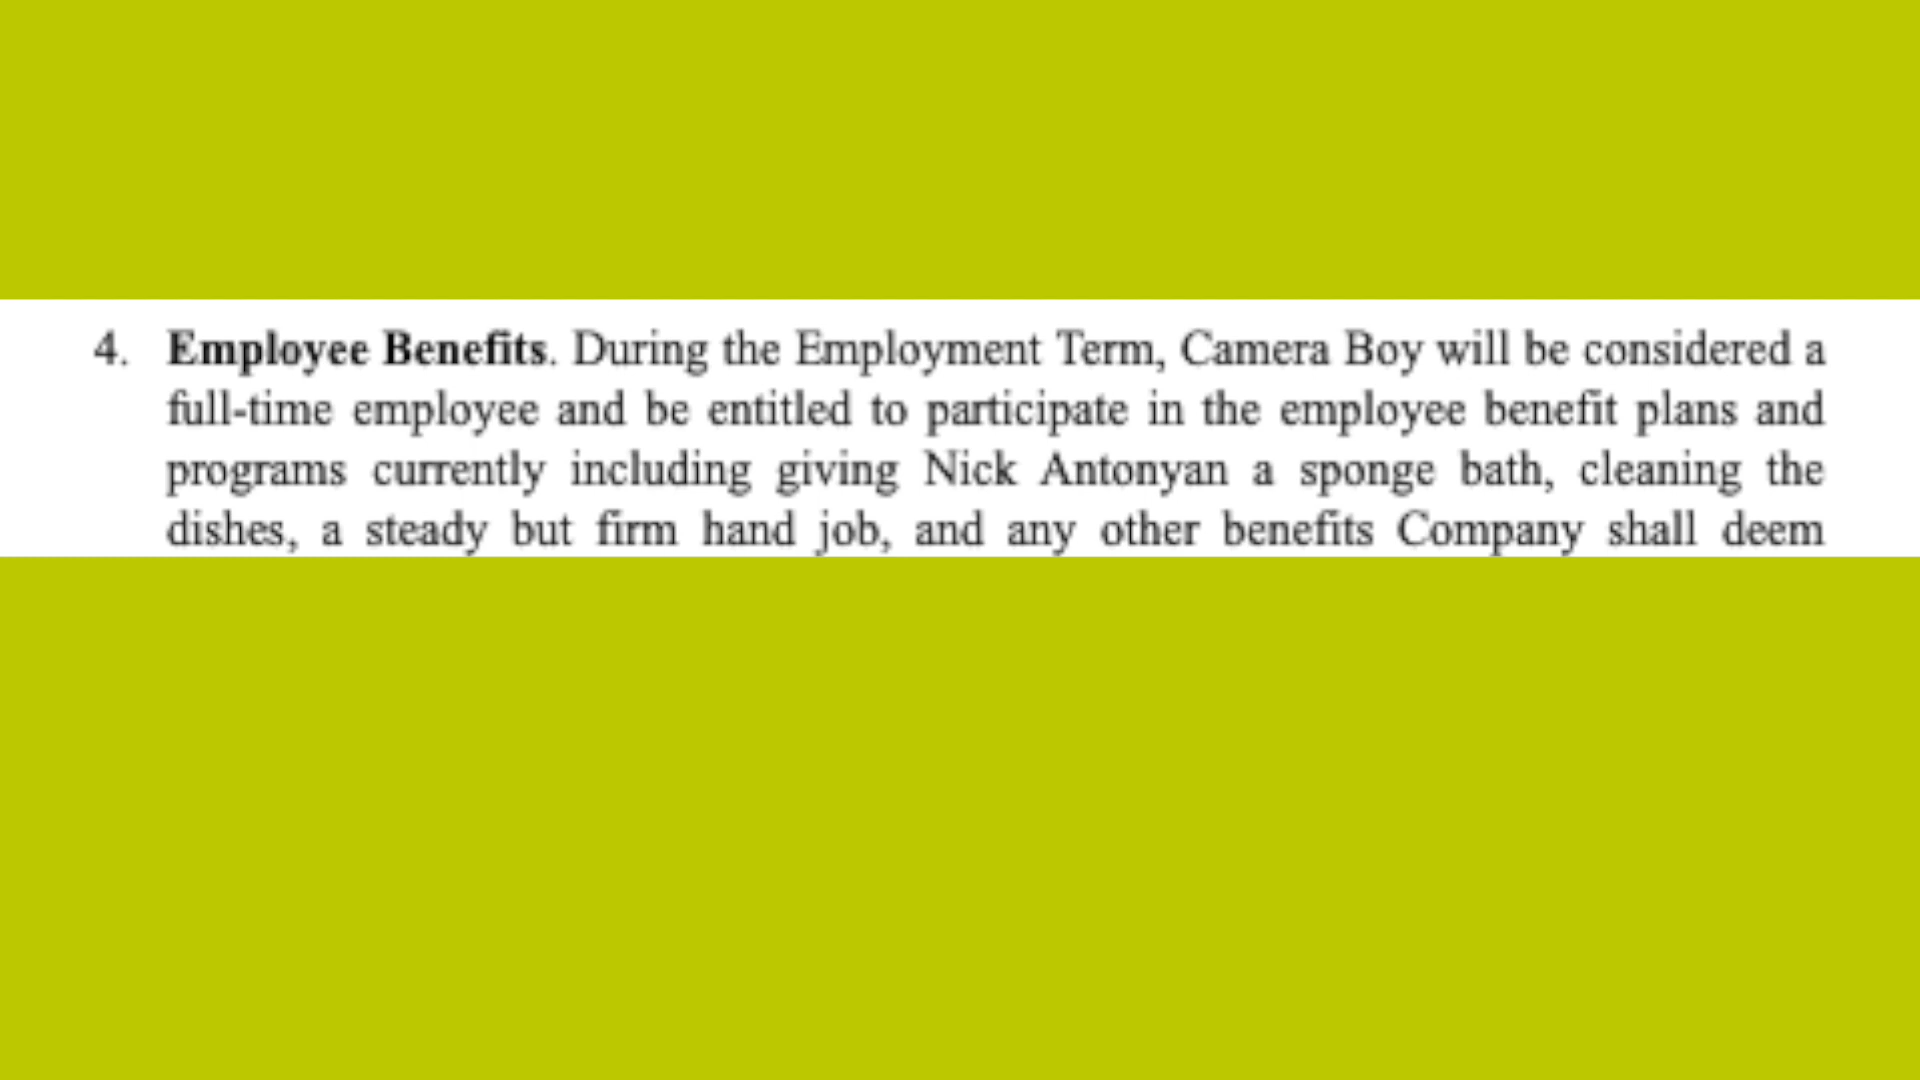 4. Employee Benefits. During the Employment Term, Camera Boy will be considered a
full-time employee and be entitled to participate in the employee benefit plans and
programs currently including giving Nick Antonyan a sponge bath, cleaning the
dishes, a steady but firm hand job, and any other benefits Company shall deem